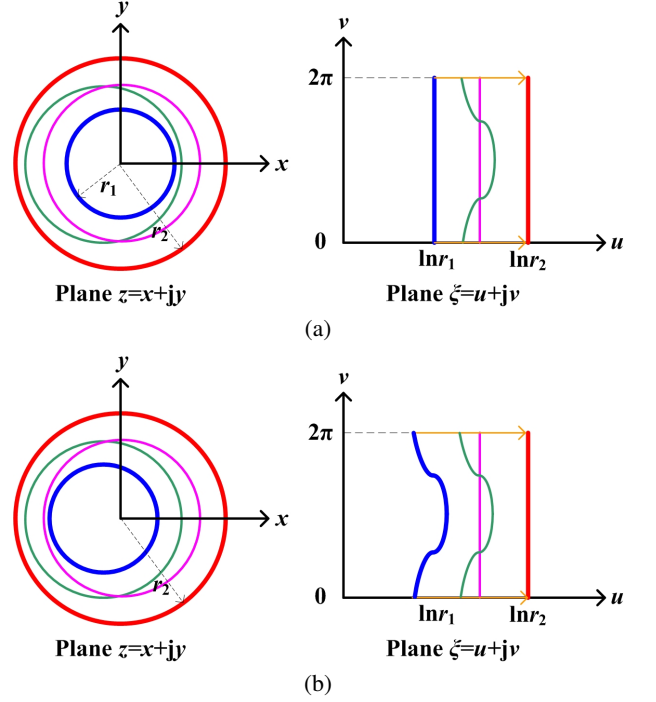 y
v
2π
x
r1
r2
0
u
lnr1
lnr2
Plane z=x+jy
Plane ξ=u+jv
(a)
y
v
2π
x
r2
0
u
lnr1
lnr2
Plane z=x+jy
Plane ξ=u+jv
(b)